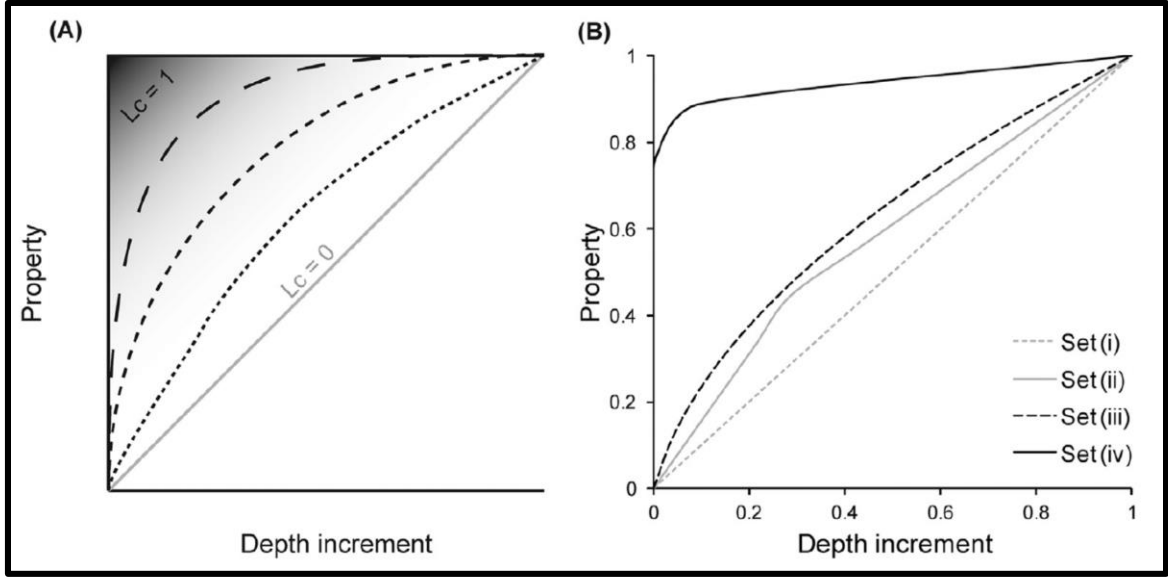 (A)
Lc = 1
Lc = 0
Property
Depth increment
(B)
1
0.8
0.6
0.4
0.2
0
Property
0
0.2
0.4
0.6
0.8
1
Depth increment
Set (i)
Set (ii)
Set (iii)
Set (iv)